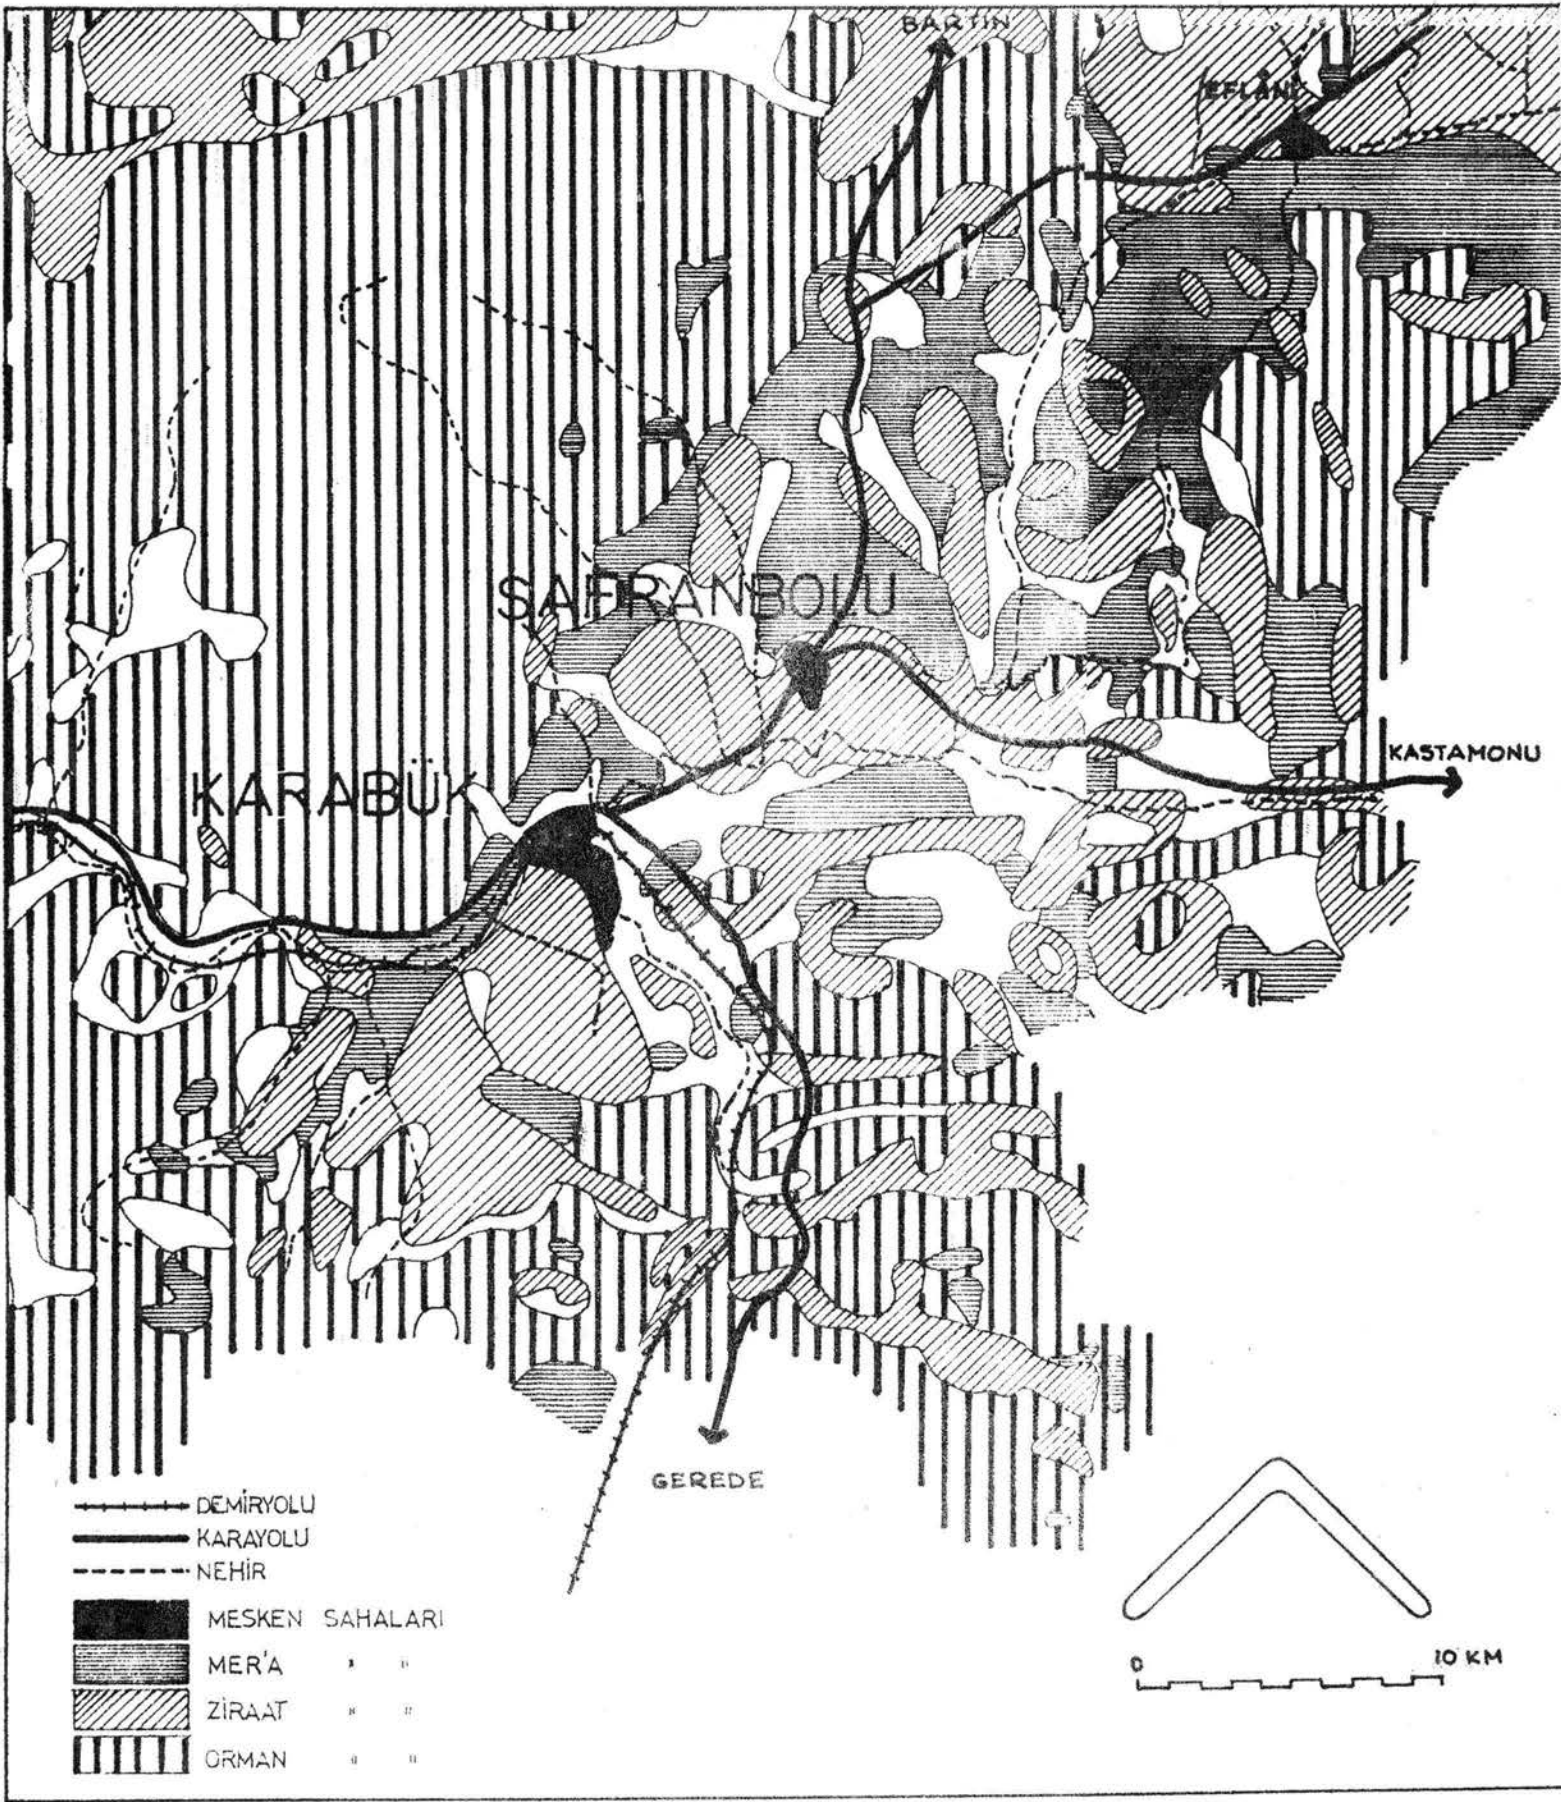 BARTIN
EFLÂNİ
SAFRANBOLU
KASTAMONU
KARABÜK
GEREDE
DEMİRYOLU
KARAYOLU
NEHİR
MESKEN SAHALARI
MER'A " "
ZİRAAT " "
ORMAN " "
0 10 KM